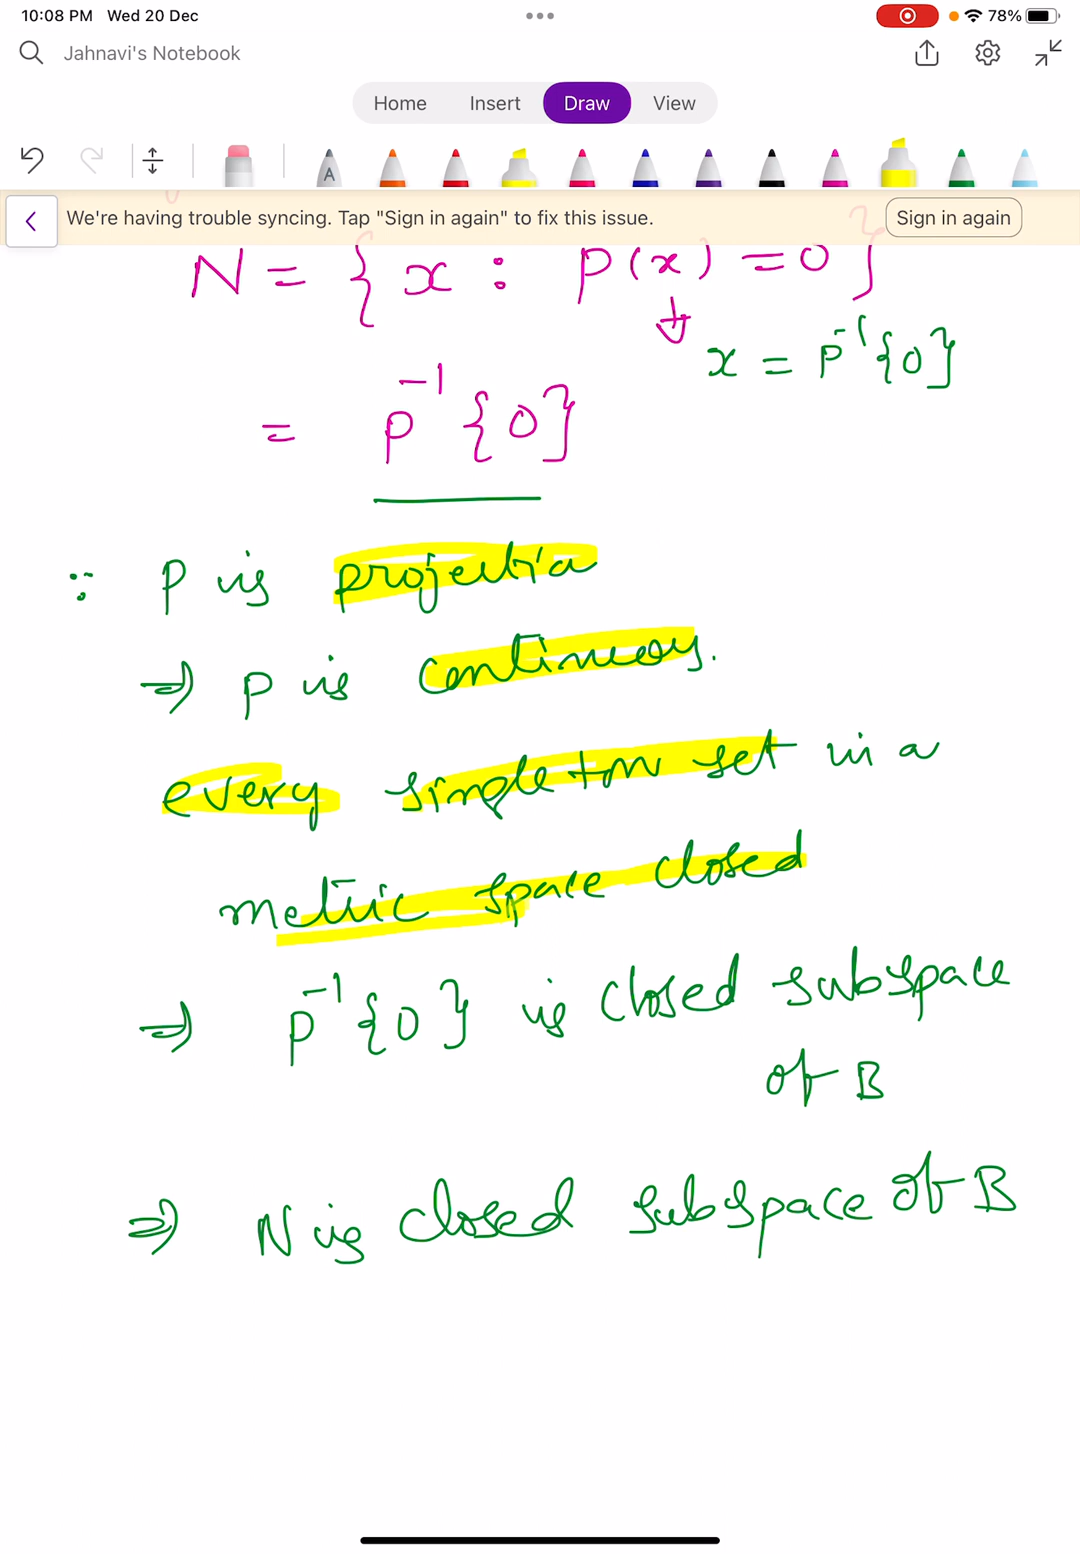 10:08 PM Wed 20 Dec
78%
Jahnavi's Notebook
Home Insert Draw View
A
We're having trouble syncing. Tap "Sign in again" to fix this issue.
Sign in again
N = { x : P(x) = 0 }
x = P⁻¹{0}
= P⁻¹{0}
∵ P is projectio
⇒ P is continuous.
every singleton set in a
metric space closed
⇒ P⁻¹{0} is closed subspace
of B
⇒ N is closed subspace of B